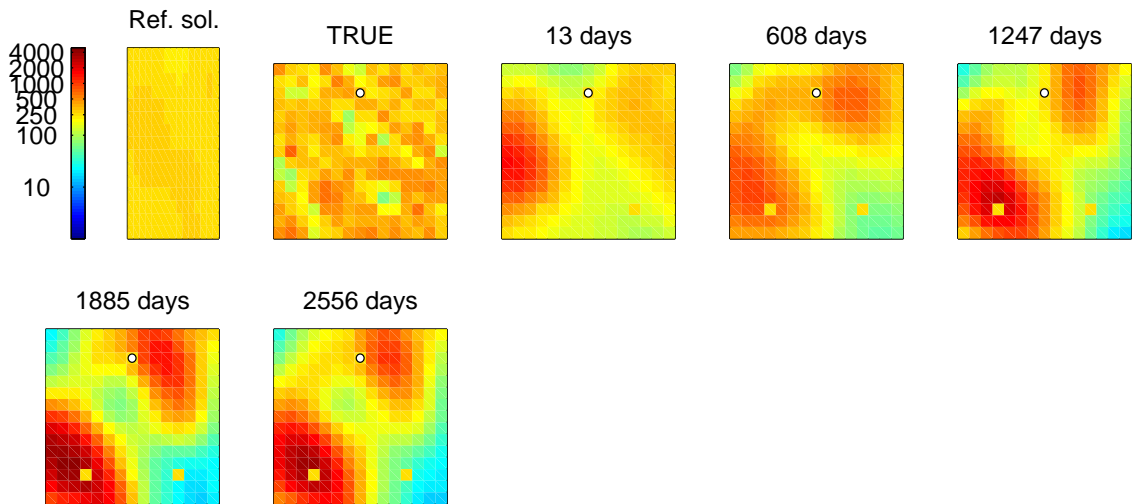 Ref. sol.
TRUE
13 days
608 days
1247 days
4000
2000
1000
500
250
100
10
1885 days
2556 days